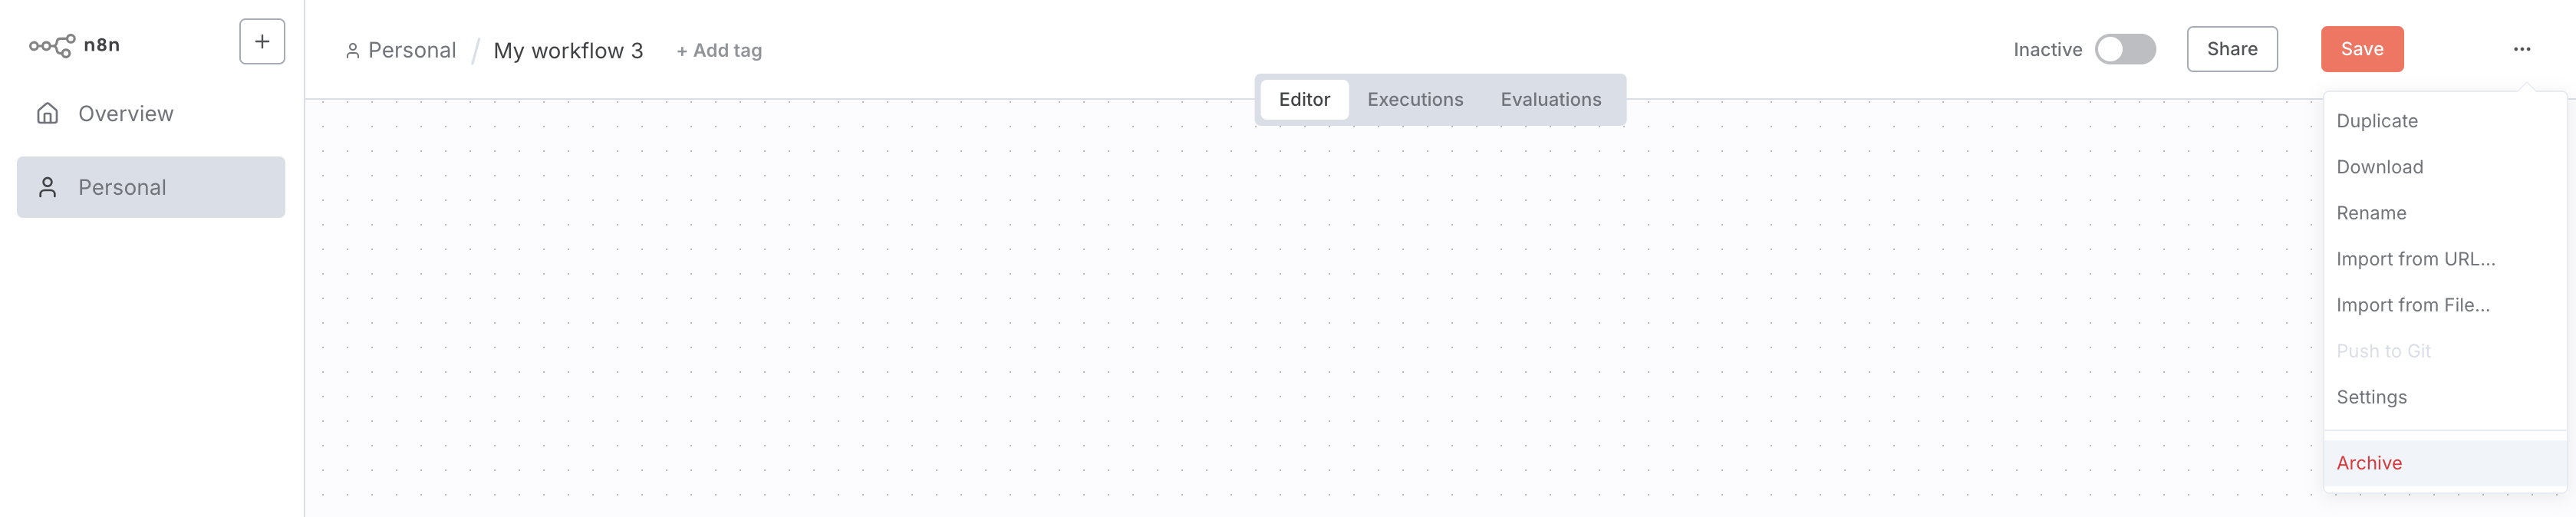 n8n
+
Overview
Personal
Personal / My workflow 3 + Add tag
Inactive Share Save ...
Editor Executions Evaluations
Duplicate
Download
Rename
Import from URL...
Import from File...
Push to Git
Settings
Archive